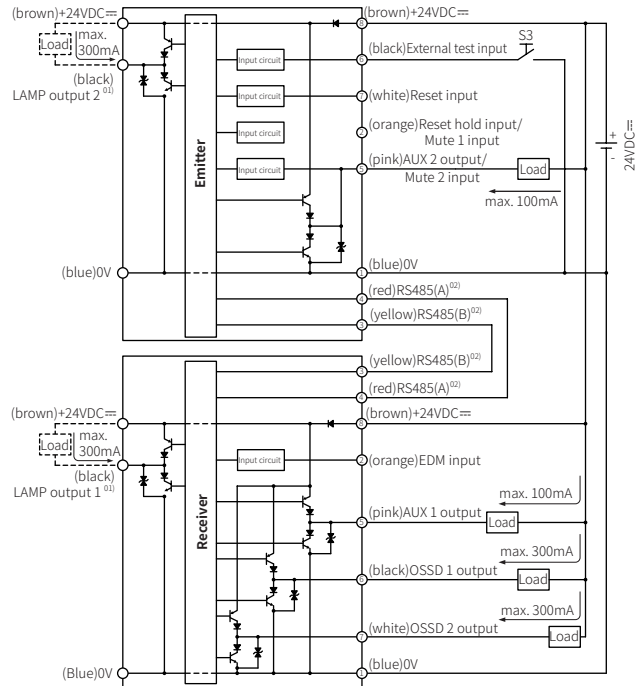 (brown)+24VDC⎓
(brown)+24VDC⎓
8
Load
max.
300mA
S3
(black)External test input
Input circuit
6
(black)
LAMP output 2 01)
Input circuit
7
(white)Reset input
(orange)Reset hold input/
Mute 1 input
Input circuit
2
+
-
24VDC⎓
Emitter
(pink)AUX 2 output/
Mute 2 input
Input circuit
5
Load
max. 100mA
(blue)0V
1
(blue)0V
4
(red)RS485(A)02)
3
(yellow)RS485(B)02)
3
(yellow)RS485(B)02)
4
(red)RS485(A)02)
(brown)+24VDC⎓
8
(brown)+24VDC⎓
Load
max.
300mA
Input circuit
2
(orange)EDM input
(black)
LAMP output 1 01)
Receiver
max. 100mA
5
(pink)AUX 1 output
Load
max. 300mA
6
(black)OSSD 1 output
Load
max. 300mA
7
(white)OSSD 2 output
Load
(Blue)0V
1
(blue)0V